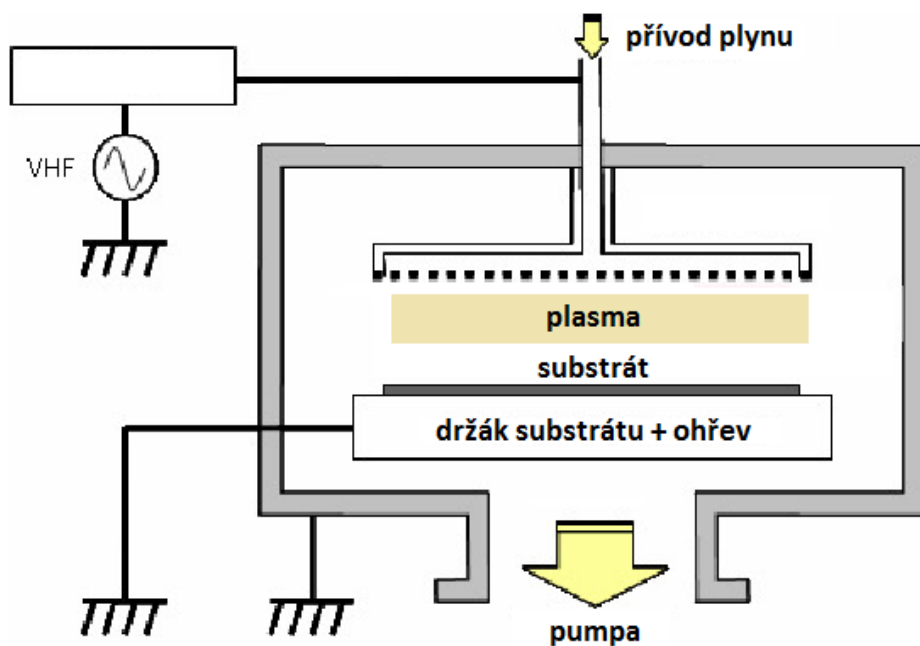 přívod plynu
VHF
plasma
substrát
držák substrátu + ohřev
pumpa